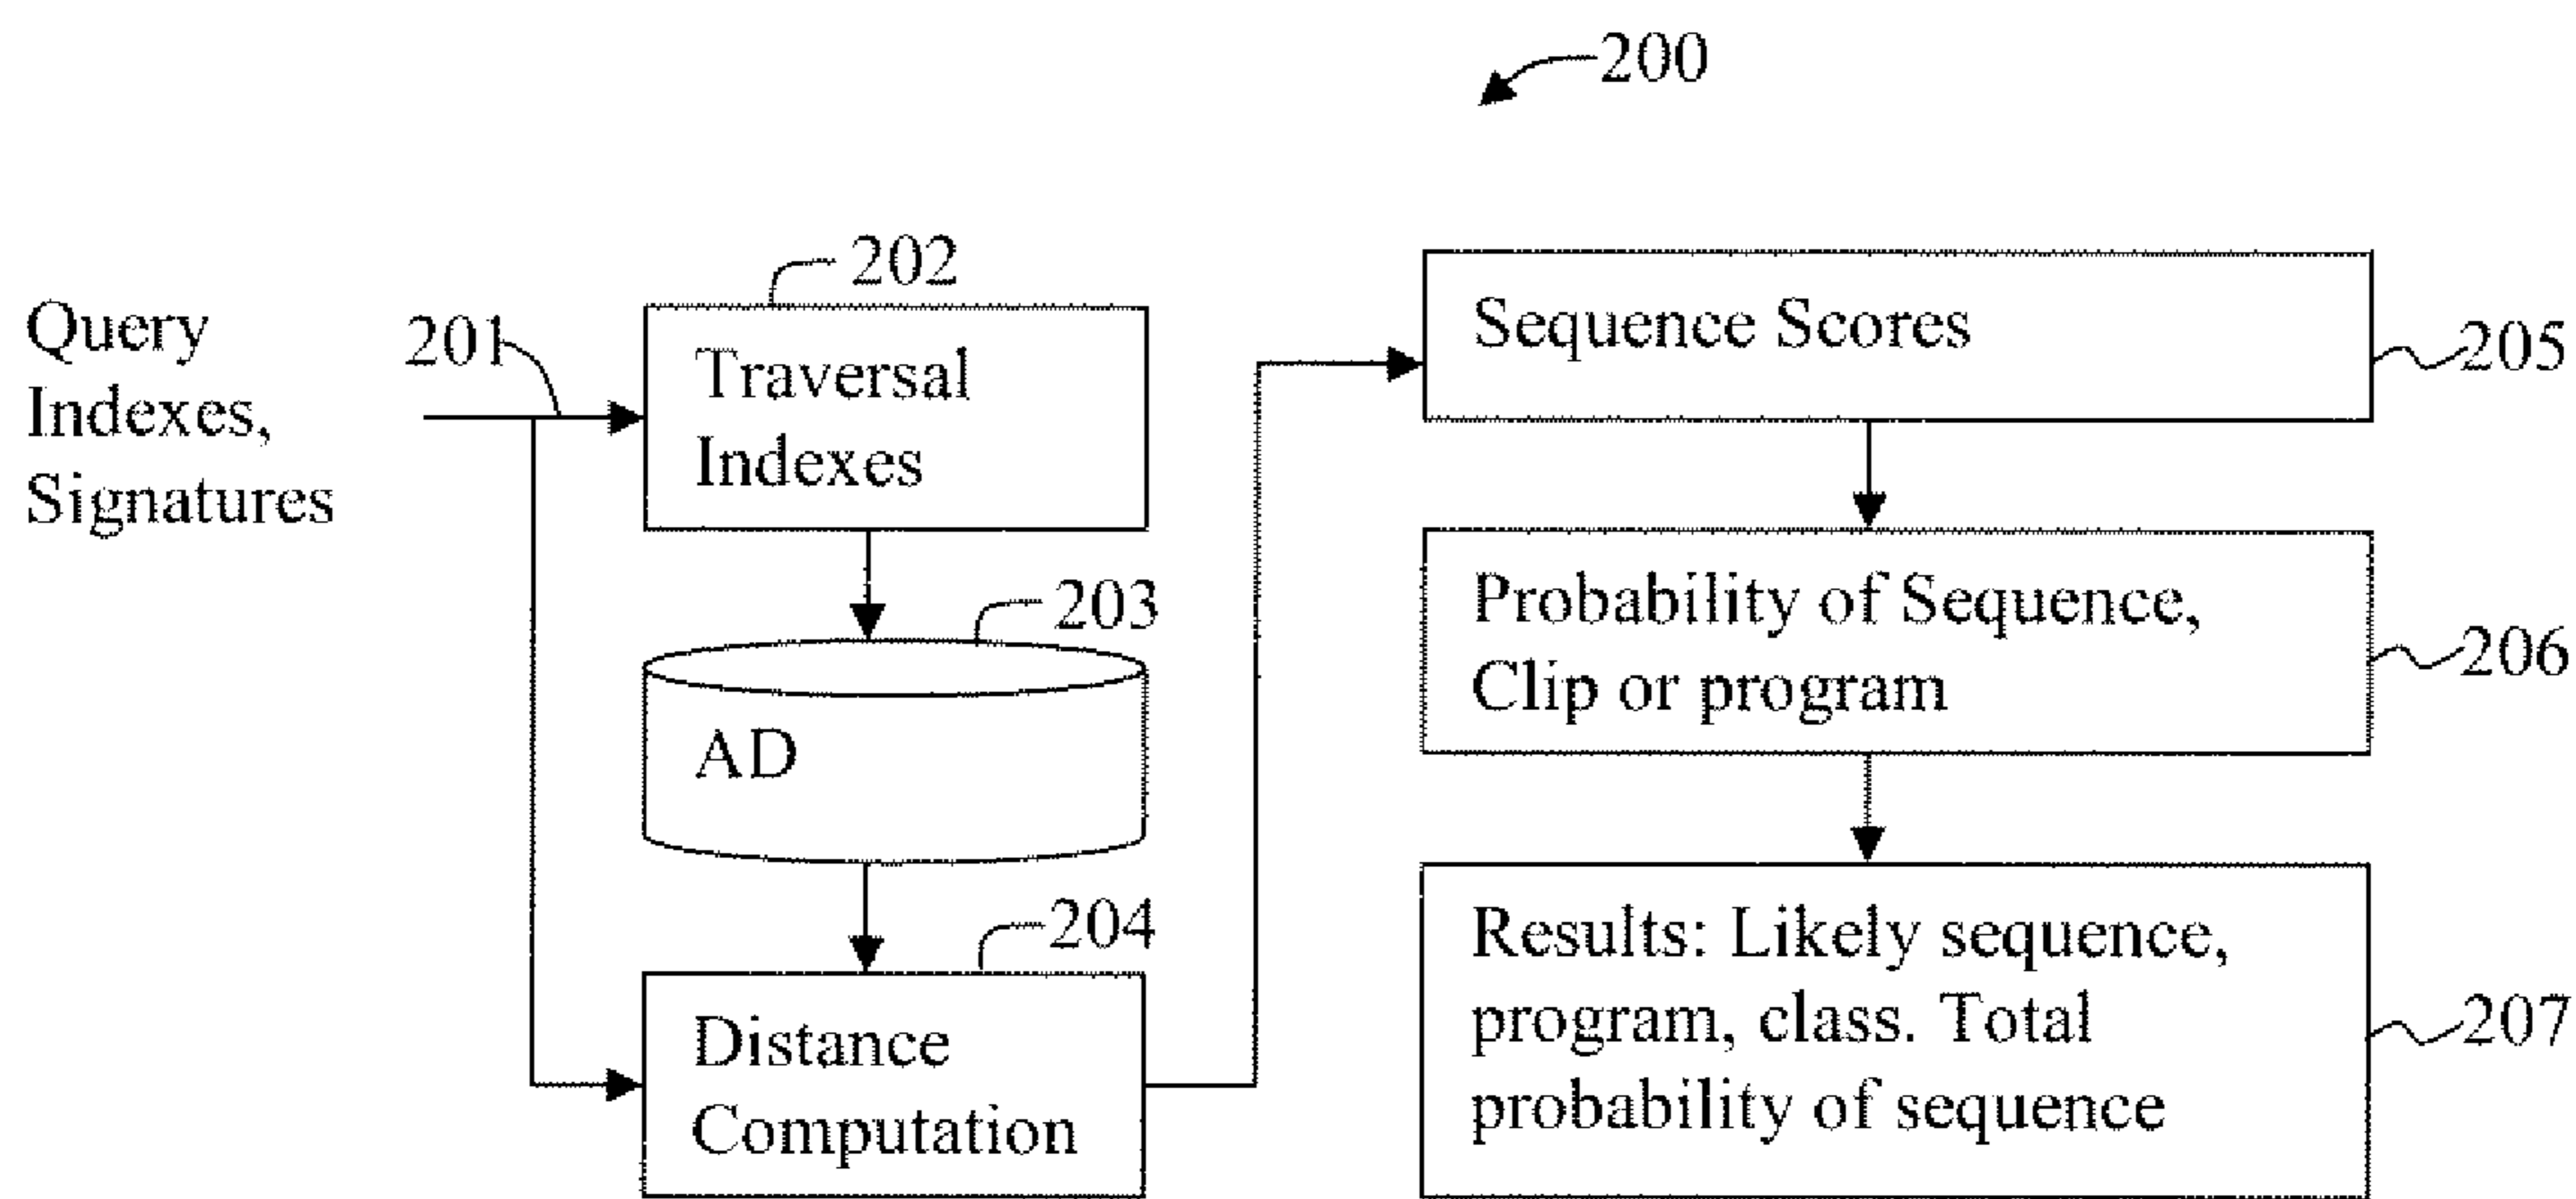 200
Query
Indexes,
Signatures
201
202
Traversal
Indexes
203
AD
204
Distance
Computation
Sequence Scores
205
Probability of Sequence,
Clip or program
206
Results: Likely sequence,
program, class. Total
probability of sequence
207